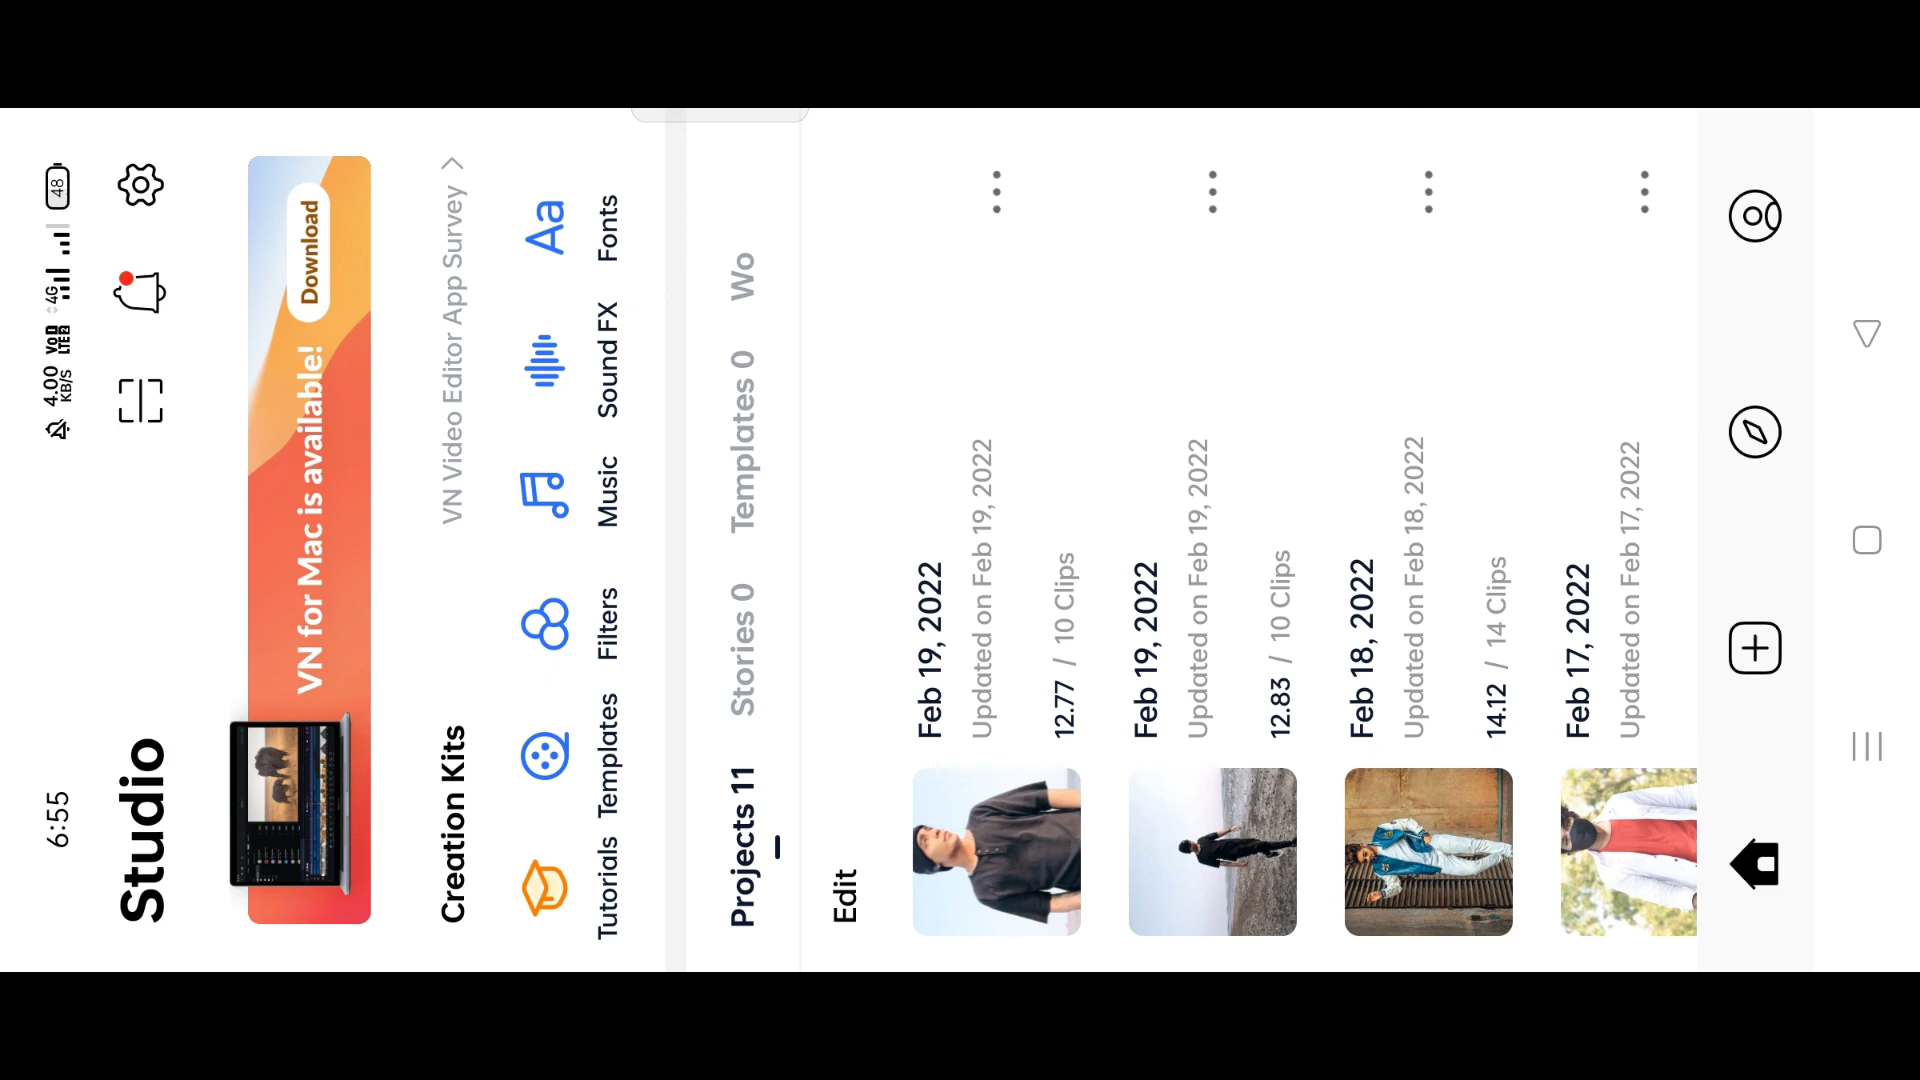 6:55
4.00 KB/S VoD LTE2 4G 48
Studio
VN for Mac is available!
Download
Creation Kits
VN Video Editor App Survey >
Tutorials Templates Filters Music Sound FX Aa Fonts
Projects 11 Stories 0 Templates 0 Wo
Edit
Feb 19, 2022
Updated on Feb 19, 2022
12.77 / 10 Clips
Feb 19, 2022
Updated on Feb 19, 2022
12.83 / 10 Clips
Feb 18, 2022
Updated on Feb 18, 2022
14.12 / 14 Clips
Feb 17, 2022
Updated on Feb 17, 2022